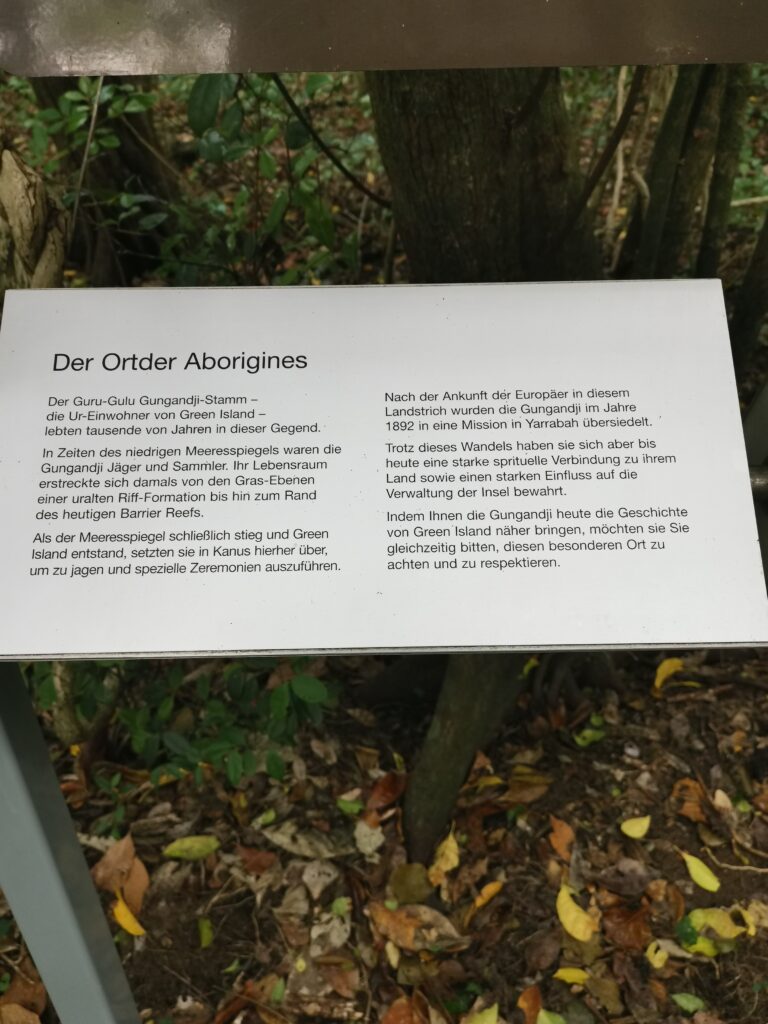 Der Ortder Aborigines
Der Guru-Gulu Gungandji-Stamm –
die Ur-Einwohner von Green Island –
lebten tausende von Jahren in dieser Gegend.
In Zeiten des niedrigen Meeresspiegels waren die
Gungandji Jäger und Sammler. Ihr Lebensraum
erstreckte sich damals von den Gras-Ebenen
einer uralten Riff-Formation bis hin zum Rand
des heutigen Barrier Reefs.
Als der Meeresspiegel schließlich stieg und Green
Island entstand, setzten sie in Kanus hierher über,
um zu jagen und spezielle Zeremonien auszuführen.
Nach der Ankunft der Europäer in diesem
Landstrich wurden die Gungandji im Jahre
1892 in eine Mission in Yarrabah übersiedelt.
Trotz dieses Wandels haben sie sich aber bis
heute eine starke sprituelle Verbindung zu ihrem
Land sowie einen starken Einfluss auf die
Verwaltung der Insel bewahrt.
Indem Ihnen die Gungandji heute die Geschichte
von Green Island näher bringen, möchten sie Sie
gleichzeitig bitten, diesen besonderen Ort zu
achten und zu respektieren.